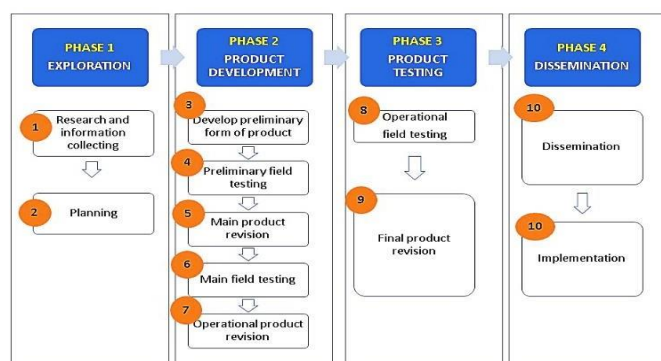 PHASE 1
EXPLORATION
1
Research and
information
collecting
2
Planning
PHASE 2
PRODUCT
DEVELOPMENT
3
Develop preliminary
form of product
4
Preliminary field
testing
5
Main product
revision
6
Main field testing
7
Operational product
revision
PHASE 3
PRODUCT
TESTING
8
Operational
field testing
9
Final product
revision
PHASE 4
DISSEMINATION
10
Dissemination
10
Implementation